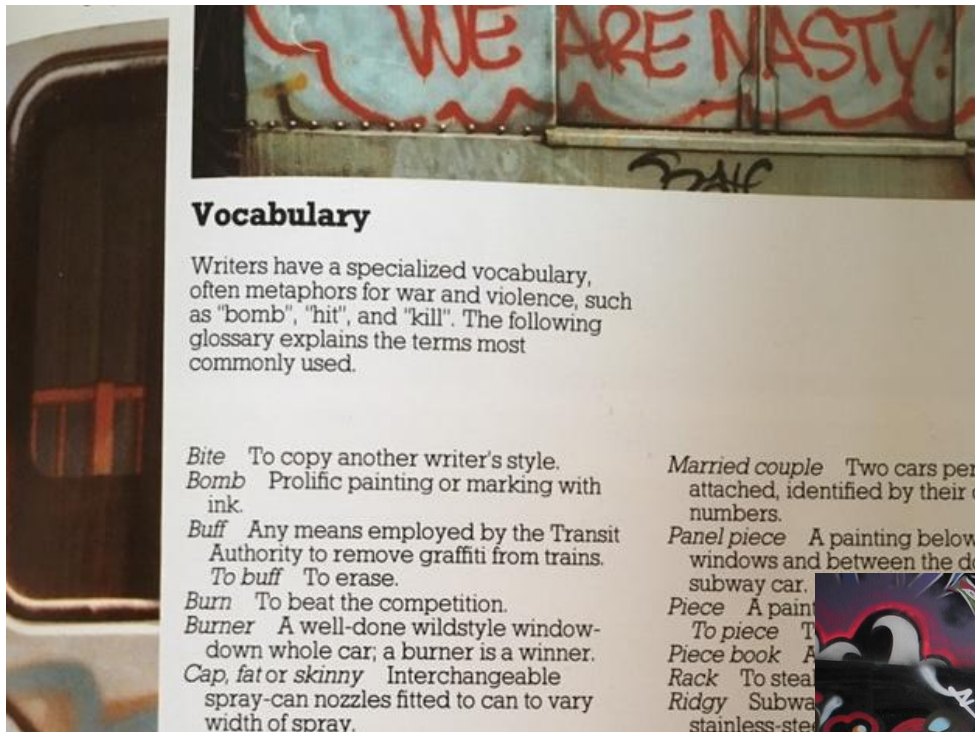 WE ARE NASTY!
Vocabulary
Writers have a specialized vocabulary,
often metaphors for war and violence, such
as "bomb", "hit", and "kill". The following
glossary explains the terms most
commonly used.
Bite To copy another writer's style.
Bomb Prolific painting or marking with
ink.
Buff Any means employed by the Transit
Authority to remove graffiti from trains.
To buff To erase.
Burn To beat the competition.
Burner A well-done wildstyle window-
down whole car; a burner is a winner.
Cap, fat or skinny Interchangeable
spray-can nozzles fitted to can to vary
width of spray.
Married couple Two cars
attached, identified by their
numbers.
Panel piece A painting below
windows and between the
subway car.
Piece A
To piece
Piece book
Rack To
Ridgy